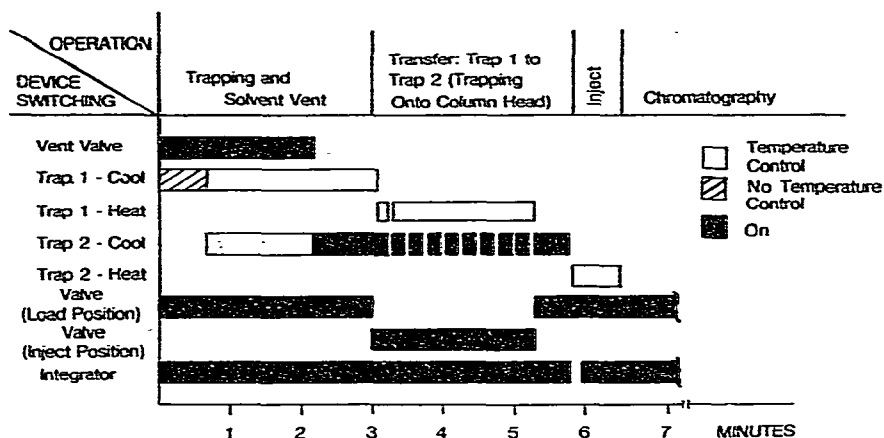 OPERATION
DEVICE
SWITCHING
Trapping and
Solvent Vent
Transfer: Trap 1 to
Trap 2 (Trapping
Onto Column Head)
Inject
Chromatography
Vent Valve
Trap 1 - Cool
Trap 1 - Heat
Trap 2 - Cool
Trap 2 - Heat
Valve
(Load Position)
Valve
(Inject Position)
Integrator
Temperature
Control
No Temperature
Control
On
1 2 3 4 5 6 7 MINUTES